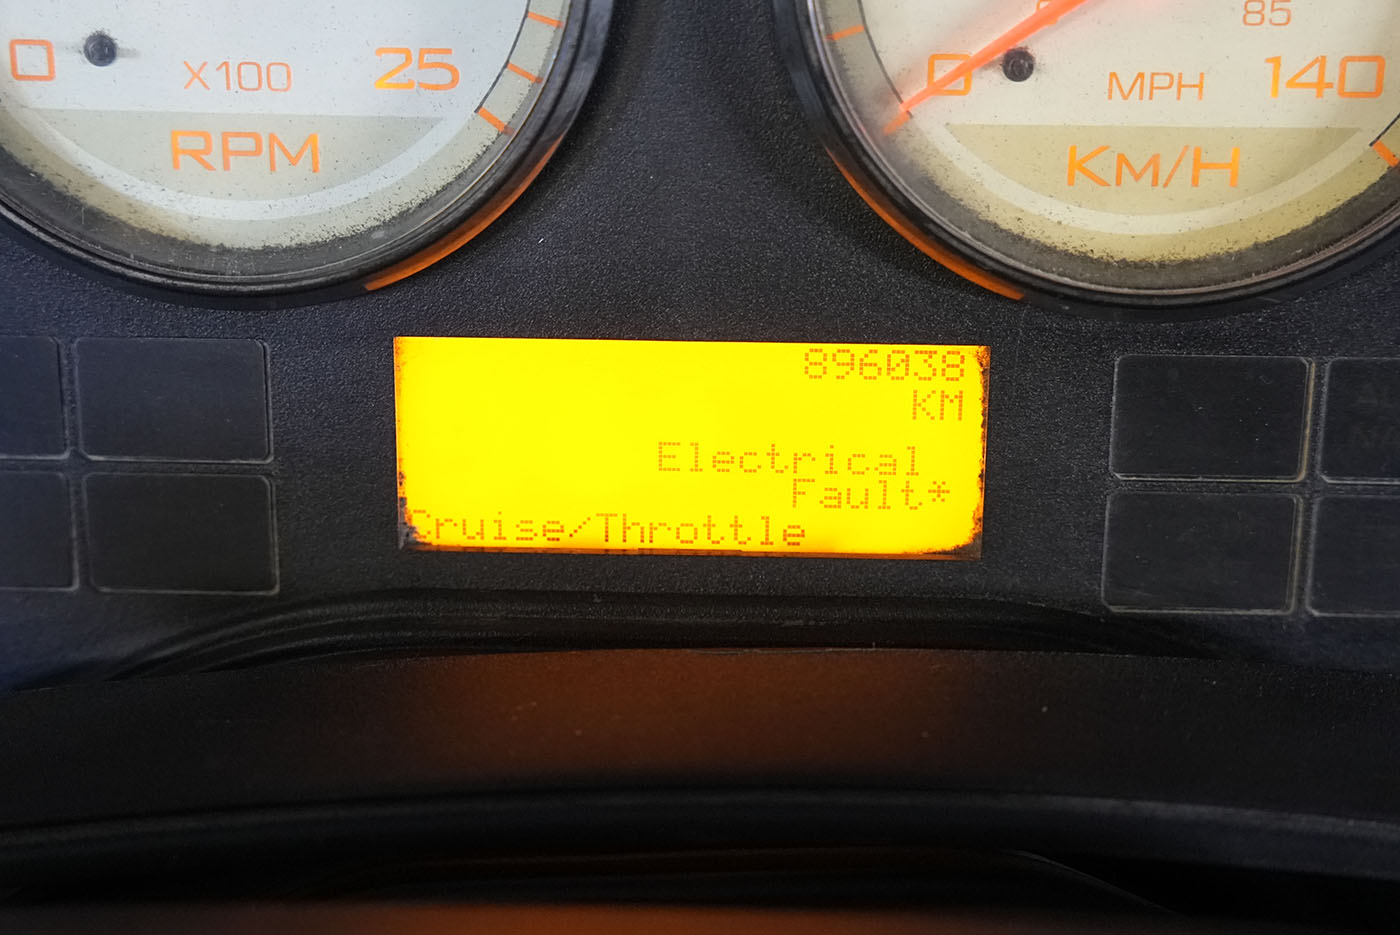 0
X100
25
RPM
85
0
MPH
140
KM/H
896038
KM
Electrical
Fault*
Cruise/Throttle